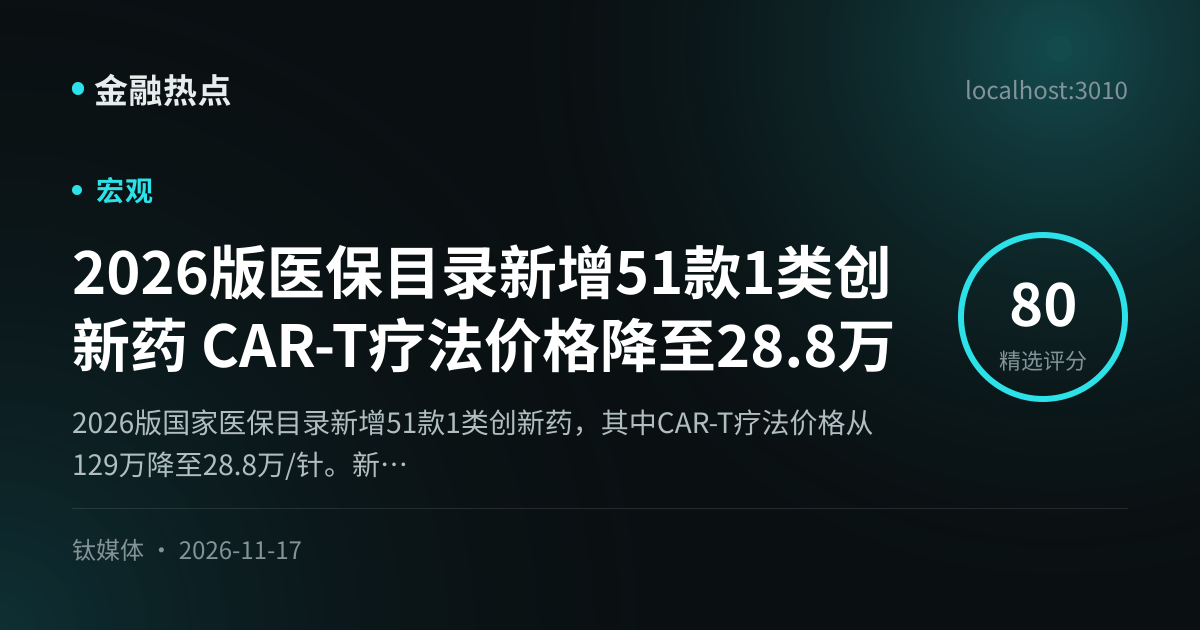 金融热点
localhost:3010
宏观
2026版医保目录新增51款1类创
新药 CAR-T疗法价格降至28.8万
80
精选评分
2026版国家医保目录新增51款1类创新药，其中CAR-T疗法价格从
129万降至28.8万/针。新…
钛媒体 · 2026-11-17